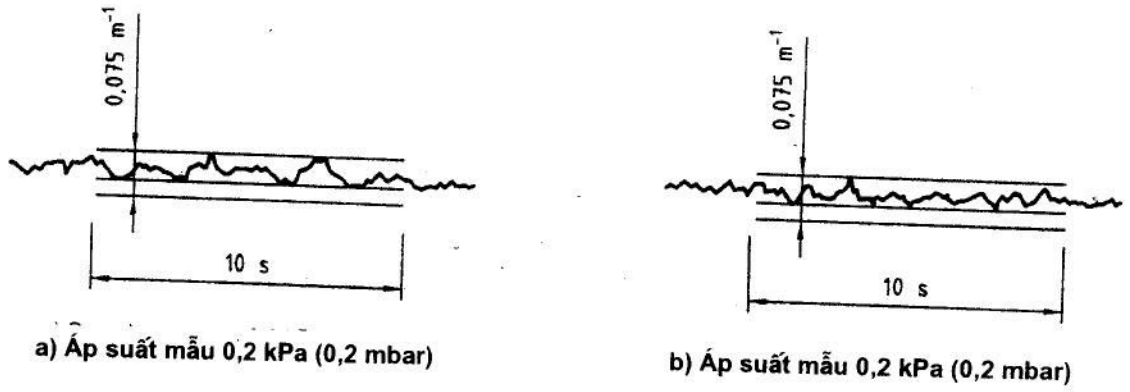 0,075 m⁻¹
10 s
a) Áp suất mẫu 0,2 kPa (0,2 mbar)
0,075 m⁻¹
10 s
b) Áp suất mẫu 0,2 kPa (0,2 mbar)